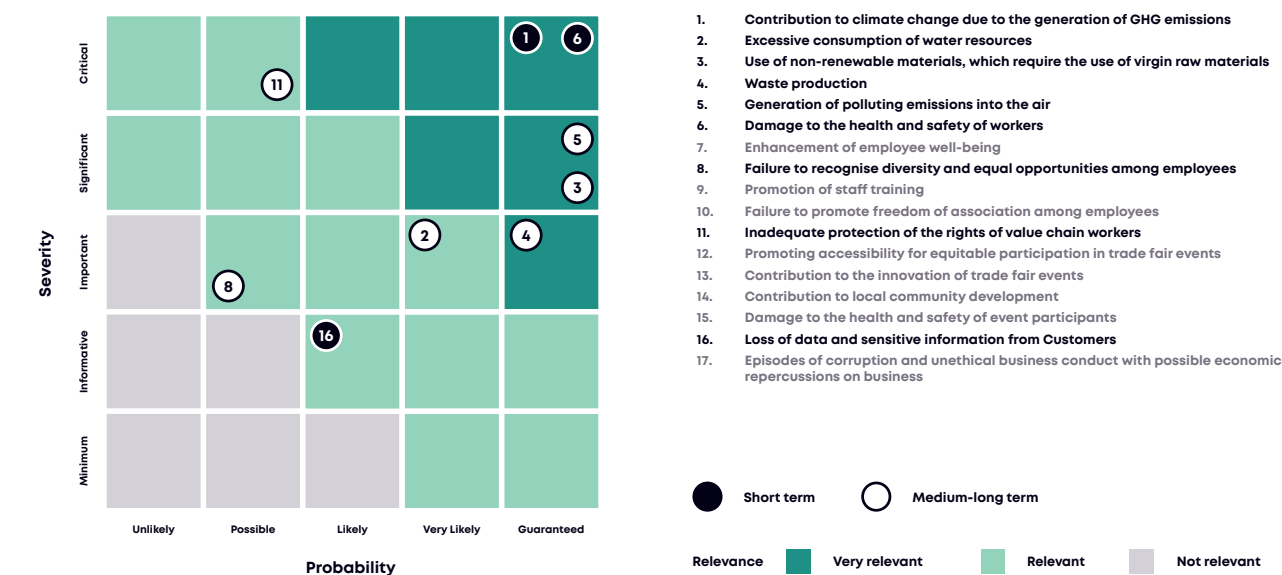 Severity
Critical
Significant
Important
Informative
Minimum
1
6
11
5
3
2
4
8
16
Unlikely
Possible
Likely
Very Likely
Guaranteed
Probability
1. Contribution to climate change due to the generation of GHG emissions
2. Excessive consumption of water resources
3. Use of non-renewable materials, which require the use of virgin raw materials
4. Waste production
5. Generation of polluting emissions into the air
6. Damage to the health and safety of workers
7. Enhancement of employee well-being
8. Failure to recognise diversity and equal opportunities among employees
9. Promotion of staff training
10. Failure to promote freedom of association among employees
11. Inadequate protection of the rights of value chain workers
12. Promoting accessibility for equitable participation in trade fair events
13. Contribution to the innovation of trade fair events
14. Contribution to local community development
15. Damage to the health and safety of event participants
16. Loss of data and sensitive information from Customers
17. Episodes of corruption and unethical business conduct with possible economic
repercussions on business
Short term
Medium-long term
Relevance
Very relevant
Relevant
Not relevant